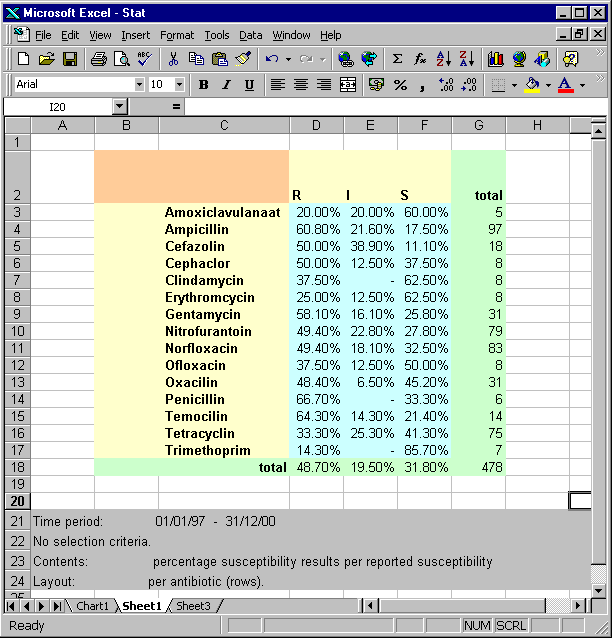 Microsoft Excel - Stat
File Edit View Insert Format Tools Data Window Help
Arial 10 B I U $ % ,
I20 =
A B C D E F G H
1
2 R I S total
3 Amoxiclavulanaat 20.00% 20.00% 60.00% 5
4 Ampicillin 60.80% 21.60% 17.50% 97
5 Cefazolin 50.00% 38.90% 11.10% 18
6 Cephaclor 50.00% 12.50% 37.50% 8
7 Clindamycin 37.50% - 62.50% 8
8 Erythromcycin 25.00% 12.50% 62.50% 8
9 Gentamycin 58.10% 16.10% 25.80% 31
10 Nitrofurantoin 49.40% 22.80% 27.80% 79
11 Norfloxacin 49.40% 18.10% 32.50% 83
12 Ofloxacin 37.50% 12.50% 50.00% 8
13 Oxacilin 48.40% 6.50% 45.20% 31
14 Penicillin 66.70% - 33.30% 6
15 Temocilin 64.30% 14.30% 21.40% 14
16 Tetracyclin 33.30% 25.30% 41.30% 75
17 Trimethoprim 14.30% - 85.70% 7
18 total 48.70% 19.50% 31.80% 478
19
20
21 Time period: 01/01/97 - 31/12/00
22 No selection criteria.
23 Contents: percentage susceptibility results per reported susceptibility
24 Layout: per antibiotic (rows).
25
Chart1 Sheet1 Sheet3
Ready NUM SCRL